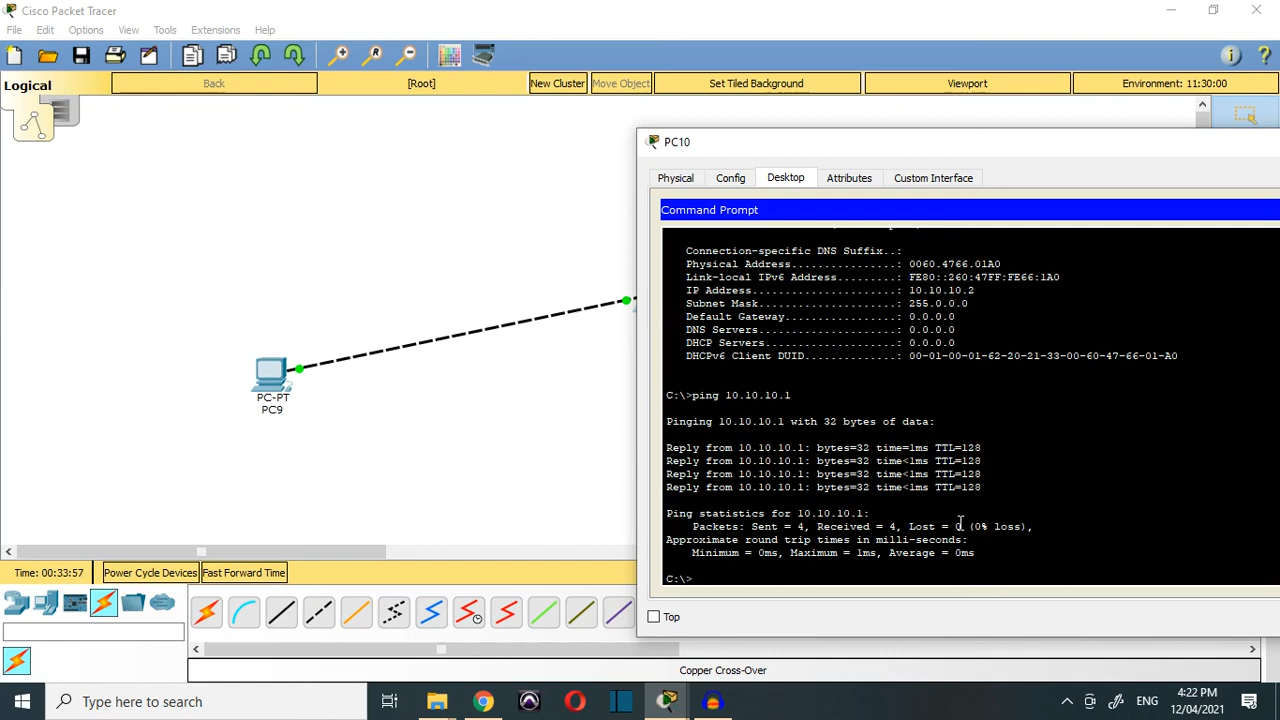 Cisco Packet Tracer
File Edit Options View Tools Extensions Help
Logical Back [Root] New Cluster Move Object Set Tiled Background Viewport Environment: 11:30:00
PC10
Physical Config Desktop Attributes Custom Interface
Command Prompt
Connection-specific DNS Suffix..:
Physical Address................: 0060.4766.01A0
Link-local IPv6 Address.........: FE80::260:47FF:FE66:1A0
IP Address......................: 10.10.10.2
Subnet Mask.....................: 255.0.0.0
Default Gateway.................: 0.0.0.0
DNS Servers.....................: 0.0.0.0
DHCP Servers....................: 0.0.0.0
DHCPv6 Client DUID..............: 00-01-00-01-62-20-21-33-00-60-47-66-01-A0
C:\>ping 10.10.10.1
Pinging 10.10.10.1 with 32 bytes of data:
Reply from 10.10.10.1: bytes=32 time=1ms TTL=128
Reply from 10.10.10.1: bytes=32 time<1ms TTL=128
Reply from 10.10.10.1: bytes=32 time<1ms TTL=128
Reply from 10.10.10.1: bytes=32 time<1ms TTL=128
Ping statistics for 10.10.10.1:
Packets: Sent = 4, Received = 4, Lost = 0 (0% loss),
Approximate round trip times in milli-seconds:
Minimum = 0ms, Maximum = 1ms, Average = 0ms
C:\>
Top
PC-PT
PC9
Time: 00:33:57 Power Cycle Devices Fast Forward Time
Copper Cross-Over
Type here to search
ENG
4:22 PM
12/04/2021